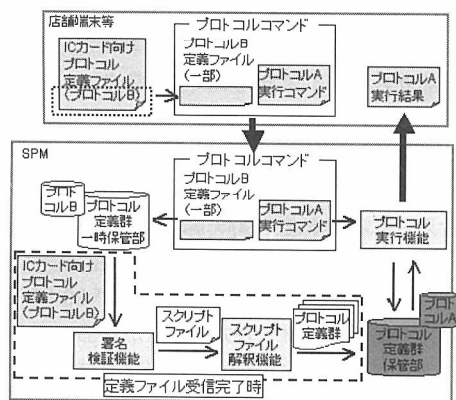 店舗端末等
ICカード向け
プロトコル
定義ファイル
(プロトコルB)
プロトコルコマンド
プロトコルB
定義ファイル
(一部)
プロトコルA
実行コマンド
プロトコルA
実行結果
SPM
プロトコルコマンド
プロトコルB
定義ファイル
(一部)
プロトコルA
実行コマンド
プロト
コルB
プロトコル
定義群
一時保管部
プロトコル
実行機能
ICカード向け
プロトコル
定義ファイル
(プロトコルB)
署名
検証機能
スクリプト
ファイル
スクリプト
ファイル
解釈機能
プロトコル
定義群
プロト
コルA
プロトコル
定義群
保管部
定義ファイル受信完了時